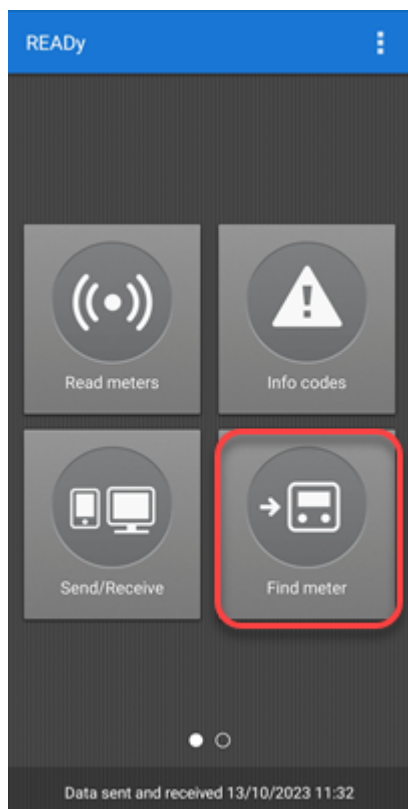 READy
Read meters
Info codes
Send/Receive
Find meter
Data sent and received 13/10/2023 11:32